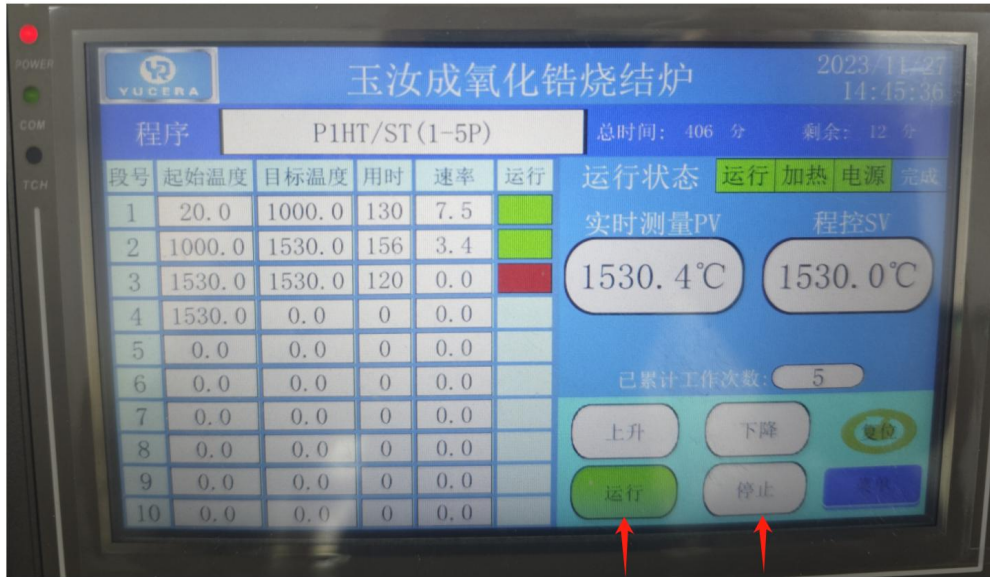 POWER
COM
TCH
YUCERA
玉汝成氧化锆烧结炉
2023/11/27
14:45:36
程序 P1HT/ST(1-5P) 总时间: 406 分 剩余: 12 分
段号 起始温度 目标温度 用时 速率 运行
1 20.0 1000.0 130 7.5
2 1000.0 1530.0 156 3.4
3 1530.0 1530.0 120 0.0
4 1530.0 0.0 0 0.0
5 0.0 0.0 0 0.0
6 0.0 0.0 0 0.0
7 0.0 0.0 0 0.0
8 0.0 0.0 0 0.0
9 0.0 0.0 0 0.0
10 0.0 0.0 0 0.0
运行状态 运行 加热 电源 完成
实时测量PV 程控SV
1530.4℃ 1530.0℃
已累计工作次数: 5
上升 下降 复位
运行 停止 菜单